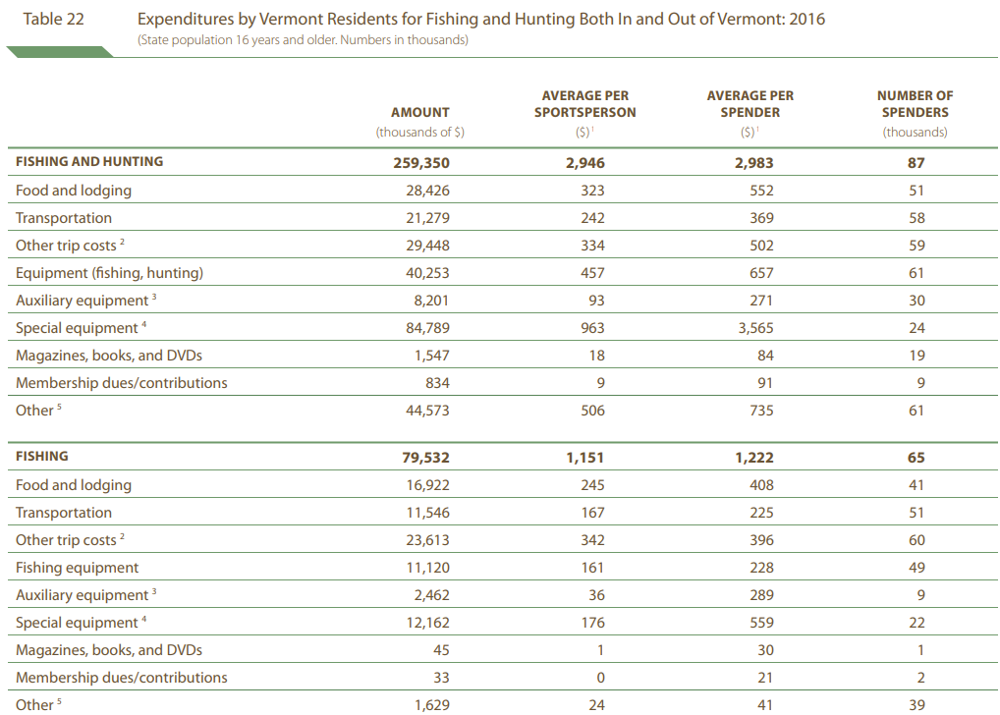 Table 22 Expenditures by Vermont Residents for Fishing and Hunting Both In and Out of Vermont: 2016
(State population 16 years and older. Numbers in thousands)
AMOUNT (thousands of $) AVERAGE PER SPORTSPERSON ($) ¹ AVERAGE PER SPENDER ($) ¹ NUMBER OF SPENDERS (thousands)
FISHING AND HUNTING 259,350 2,946 2,983 87
Food and lodging 28,426 323 552 51
Transportation 21,279 242 369 58
Other trip costs ² 29,448 334 502 59
Equipment (fishing, hunting) 40,253 457 657 61
Auxiliary equipment ³ 8,201 93 271 30
Special equipment ⁴ 84,789 963 3,565 24
Magazines, books, and DVDs 1,547 18 84 19
Membership dues/contributions 834 9 91 9
Other ⁵ 44,573 506 735 61
FISHING 79,532 1,151 1,222 65
Food and lodging 16,922 245 408 41
Transportation 11,546 167 225 51
Other trip costs ² 23,613 342 396 60
Fishing equipment 11,120 161 228 49
Auxiliary equipment ³ 2,462 36 289 9
Special equipment ⁴ 12,162 176 559 22
Magazines, books, and DVDs 45 1 30 1
Membership dues/contributions 33 0 21 2
Other ⁵ 1,629 24 41 39